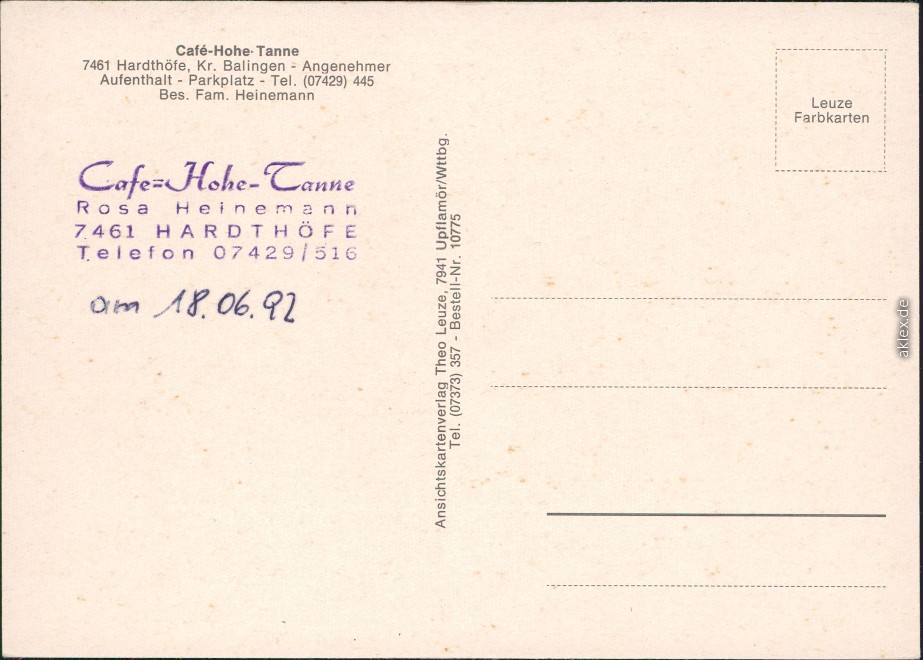 Café-Hohe-Tanne
7461 Hardthöfe, Kr. Balingen - Angenehmer
Aufenthalt - Parkplatz - Tel. (07429) 445
Bes. Fam. Heinemann
Cafe=Hohe-Tanne
Rosa Heinemann
7461 HARDTHÖFE
Telefon 07429/516
am 18.06.92
Ansichtskartenverlag Theo Leuze, 7941 Upflamör/Wttbg.
Tel. (07373) 357 - Bestell-Nr. 10775
Leuze
Farbkarten
aklex.de